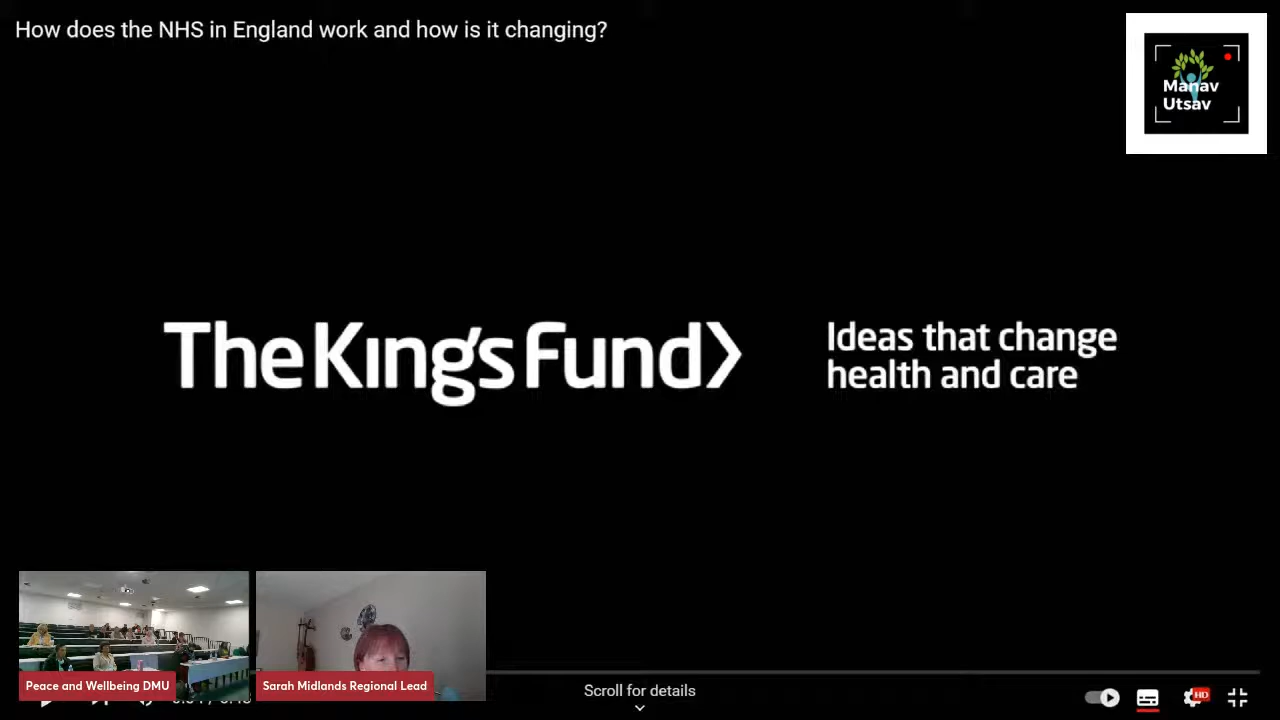 How does the NHS in England work and how is it changing?
Manav
Utsav
The King's Fund
Ideas that change
health and care
Peace and Wellbeing DMU
Sarah Midlands Regional Lead
Scroll for details
HD